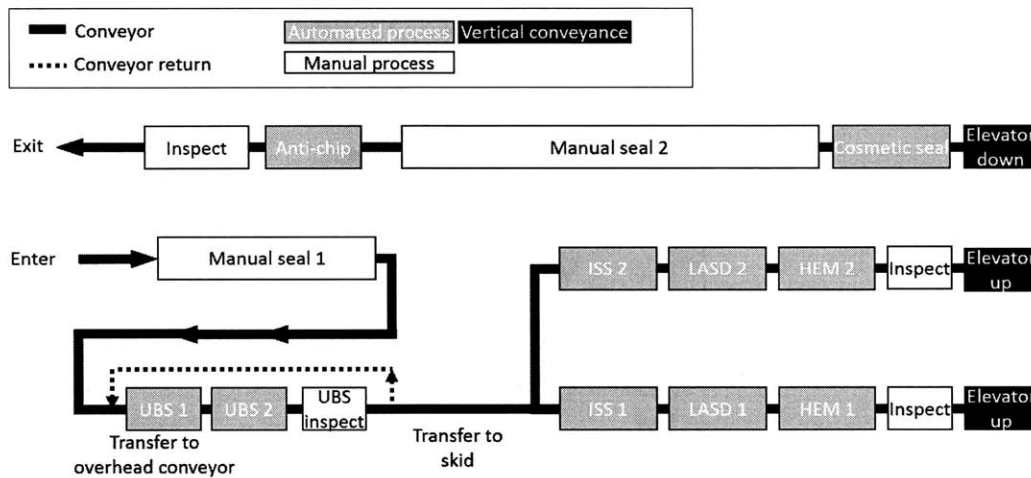 Conveyor
Automated process
Vertical conveyance
Conveyor return
Manual process
Exit
Inspect
Anti-chip
Manual seal 2
Cosmetic seal
Elevator
down
Enter
Manual seal 1
ISS 2
LASD 2
HEM 2
Inspect
Elevator
up
UBS 1
UBS 2
UBS
inspect
ISS 1
LASD 1
HEM 1
Inspect
Elevator
up
Transfer to
overhead conveyor
Transfer to
skid